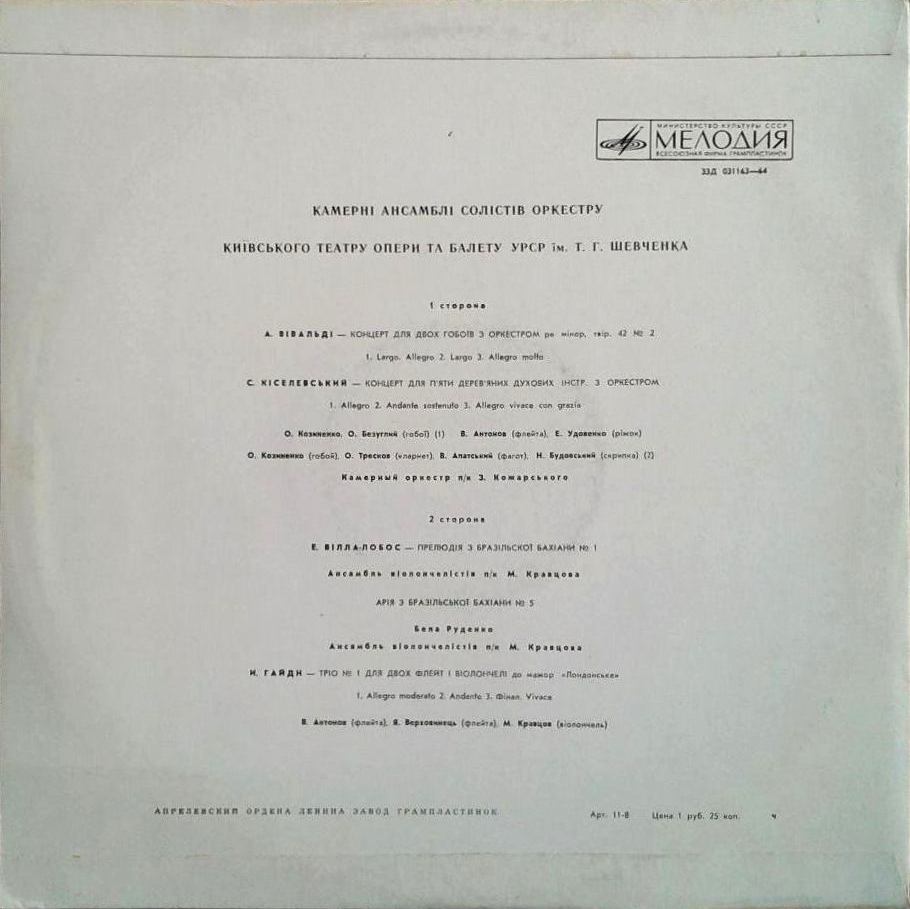 МИНИСТЕРСТВО КУЛЬТУРЫ СССР
МЕЛОДИЯ
ВСЕСОЮЗНАЯ ФИРМА ГРАМПЛАСТИНОК
33Д 031163—64
КАМЕРНІ АНСАМБЛІ СОЛІСТІВ ОРКЕСТРУ
КИЇВСЬКОГО ТЕАТРУ ОПЕРИ ТА БАЛЕТУ УРСР ім. Т. Г. ШЕВЧЕНКА
1 сторона
А. ВІВАЛЬДІ — КОНЦЕРТ ДЛЯ ДВОХ ГОБОЇВ З ОРКЕСТРОМ ре мінор, твір. 42 № 2
1. Largo. Allegro 2. Largo 3. Allegro molto
С. КІСЕЛЕВСЬКИЙ — КОНЦЕРТ ДЛЯ П'ЯТИ ДЕРЕВ'ЯНИХ ДУХОВИХ ІНСТР. З ОРКЕСТРОМ
1. Allegro 2. Andante sostenuto 3. Allegro vivace con grazia
О. Козиненко, О. Безуглий (гобої) (1) В. Антонов (флейта), Е. Удовенко (ріжок)
О. Козиненко (гобой), О. Тресков (кларнет), В. Апатський (фагот), Н. Будовський (скрипка) (2)
Камерный оркестр п/к З. Кожарського
2 сторона
Е. ВІЛЛА-ЛОБОС — ПРЕЛЮДІЯ З БРАЗІЛЬСКОЇ БАХІАНИ № 1
Ансамбль віолончелістів п/к М. Кравцова
АРІЯ З БРАЗІЛЬСЬКОЇ БАХІАНИ № 5
Бела Руденко
Ансамбль віолончелістів п/к М. Кравцова
И. ГАЙДН — ТРІО № 1 ДЛЯ ДВОХ ФЛЕЙТ І ВІОЛОНЧЕЛІ до мажор «Лондонське»
1. Allegro moderato 2. Andante 3. Фінал. Vivace
В. Антонов (флейта), Я. Верховинець (флейта), М. Кравцов (віолончель)
АПРЕЛЕВСКИЙ ОРДЕНА ЛЕНИНА ЗАВОД ГРАМПЛАСТИНОК
Арт. 11-8 Цена 1 руб. 25 коп. ч